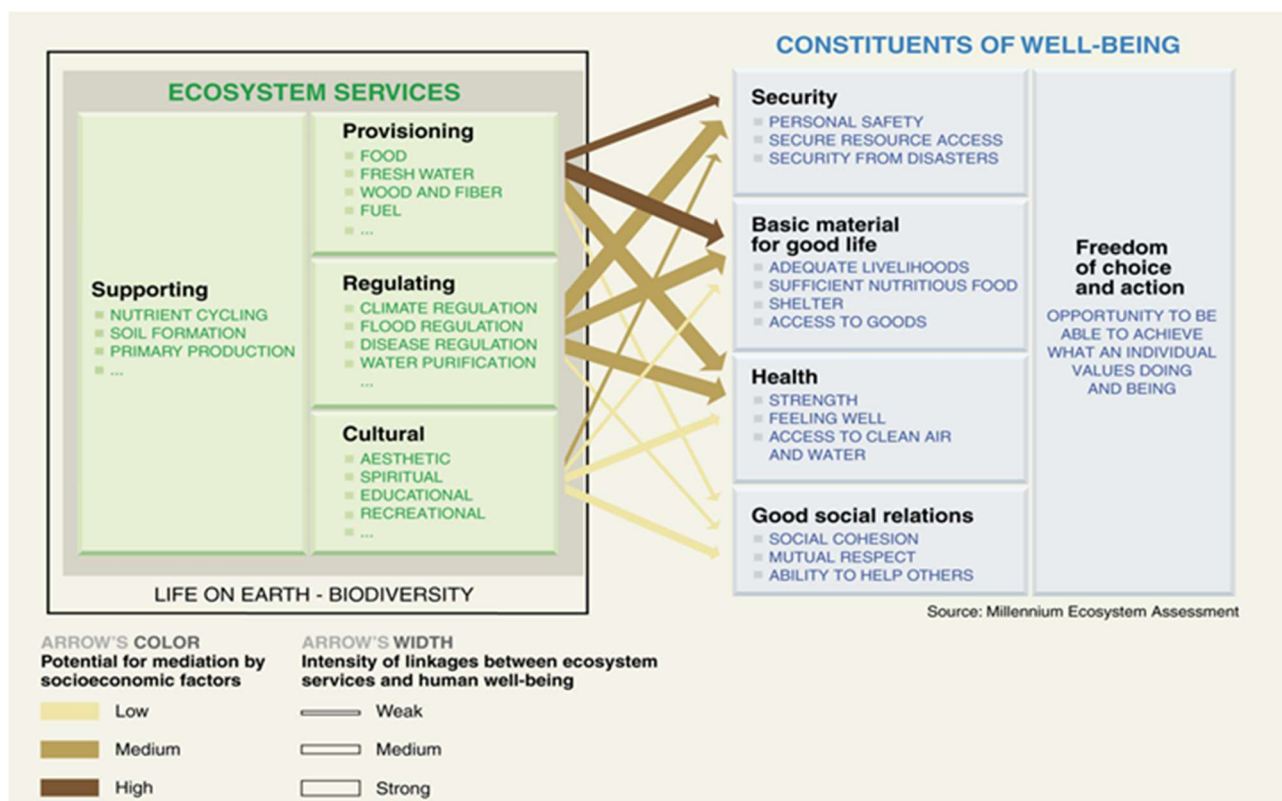 CONSTITUENTS OF WELL-BEING
ECOSYSTEM SERVICES
Supporting
NUTRIENT CYCLING
SOIL FORMATION
PRIMARY PRODUCTION
...
Provisioning
FOOD
FRESH WATER
WOOD AND FIBER
FUEL
...
Regulating
CLIMATE REGULATION
FLOOD REGULATION
DISEASE REGULATION
WATER PURIFICATION
...
Cultural
AESTHETIC
SPIRITUAL
EDUCATIONAL
RECREATIONAL
...
LIFE ON EARTH - BIODIVERSITY
Security
PERSONAL SAFETY
SECURE RESOURCE ACCESS
SECURITY FROM DISASTERS
Basic material
for good life
ADEQUATE LIVELIHOODS
SUFFICIENT NUTRITIOUS FOOD
SHELTER
ACCESS TO GOODS
Health
STRENGTH
FEELING WELL
ACCESS TO CLEAN AIR
AND WATER
Good social relations
SOCIAL COHESION
MUTUAL RESPECT
ABILITY TO HELP OTHERS
Freedom
of choice
and action
OPPORTUNITY TO BE
ABLE TO ACHIEVE
WHAT AN INDIVIDUAL
VALUES DOING
AND BEING
Source: Millennium Ecosystem Assessment
ARROW'S COLOR
Potential for mediation by
socioeconomic factors
Low
Medium
High
ARROW'S WIDTH
Intensity of linkages between ecosystem
services and human well-being
Weak
Medium
Strong